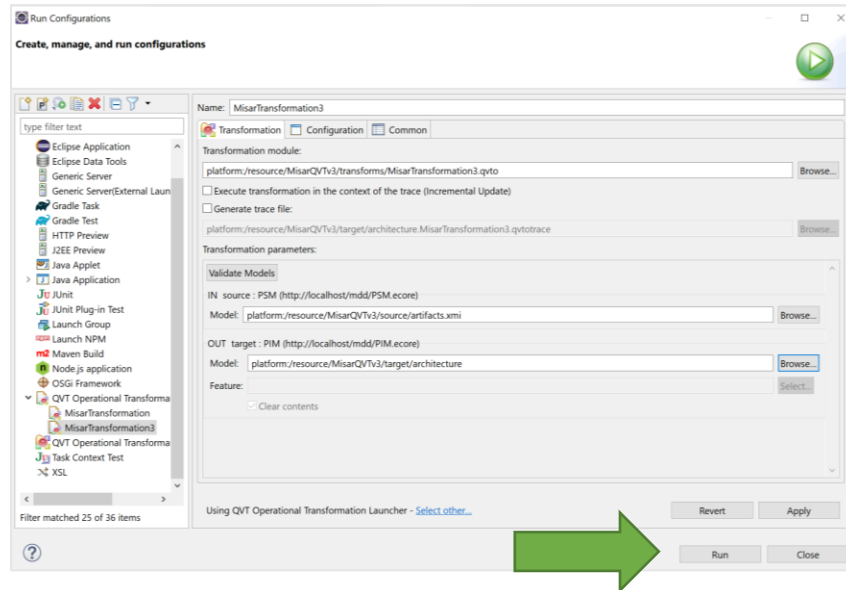 Run Configurations
Create, manage, and run configurations
type filter text
Eclipse Application
Eclipse Data Tools
Generic Server
Generic Server(External Laun
Gradle Task
Gradle Test
HTTP Preview
J2EE Preview
Java Applet
Java Application
JUnit
JUnit Plug-in Test
Launch Group
Launch NPM
Maven Build
Node.js application
OSGi Framework
QVT Operational Transforma
MisarTransformation
MisarTransformation3
QVT Operational Transforma
Task Context Test
XSL
Filter matched 25 of 36 items
Name: MisarTransformation3
Transformation Configuration Common
Transformation module:
platform:/resource/MisarQVTv3/transforms/MisarTransformation3.qvto Browse...
Execute transformation in the context of the trace (Incremental Update)
Generate trace file:
platform:/resource/MisarQVTv3/target/architecture.MisarTransformation3.qvtotrace Browse...
Transformation parameters:
Validate Models
IN source : PSM (http://localhost/mdd/PSM.ecore)
Model: platform:/resource/MisarQVTv3/source/artifacts.xmi Browse...
OUT target : PIM (http://localhost/mdd/PIM.ecore)
Model: platform:/resource/MisarQVTv3/target/architecture Browse...
Feature: Select...
Clear contents
Using QVT Operational Transformation Launcher - Select other... Revert Apply
Run Close